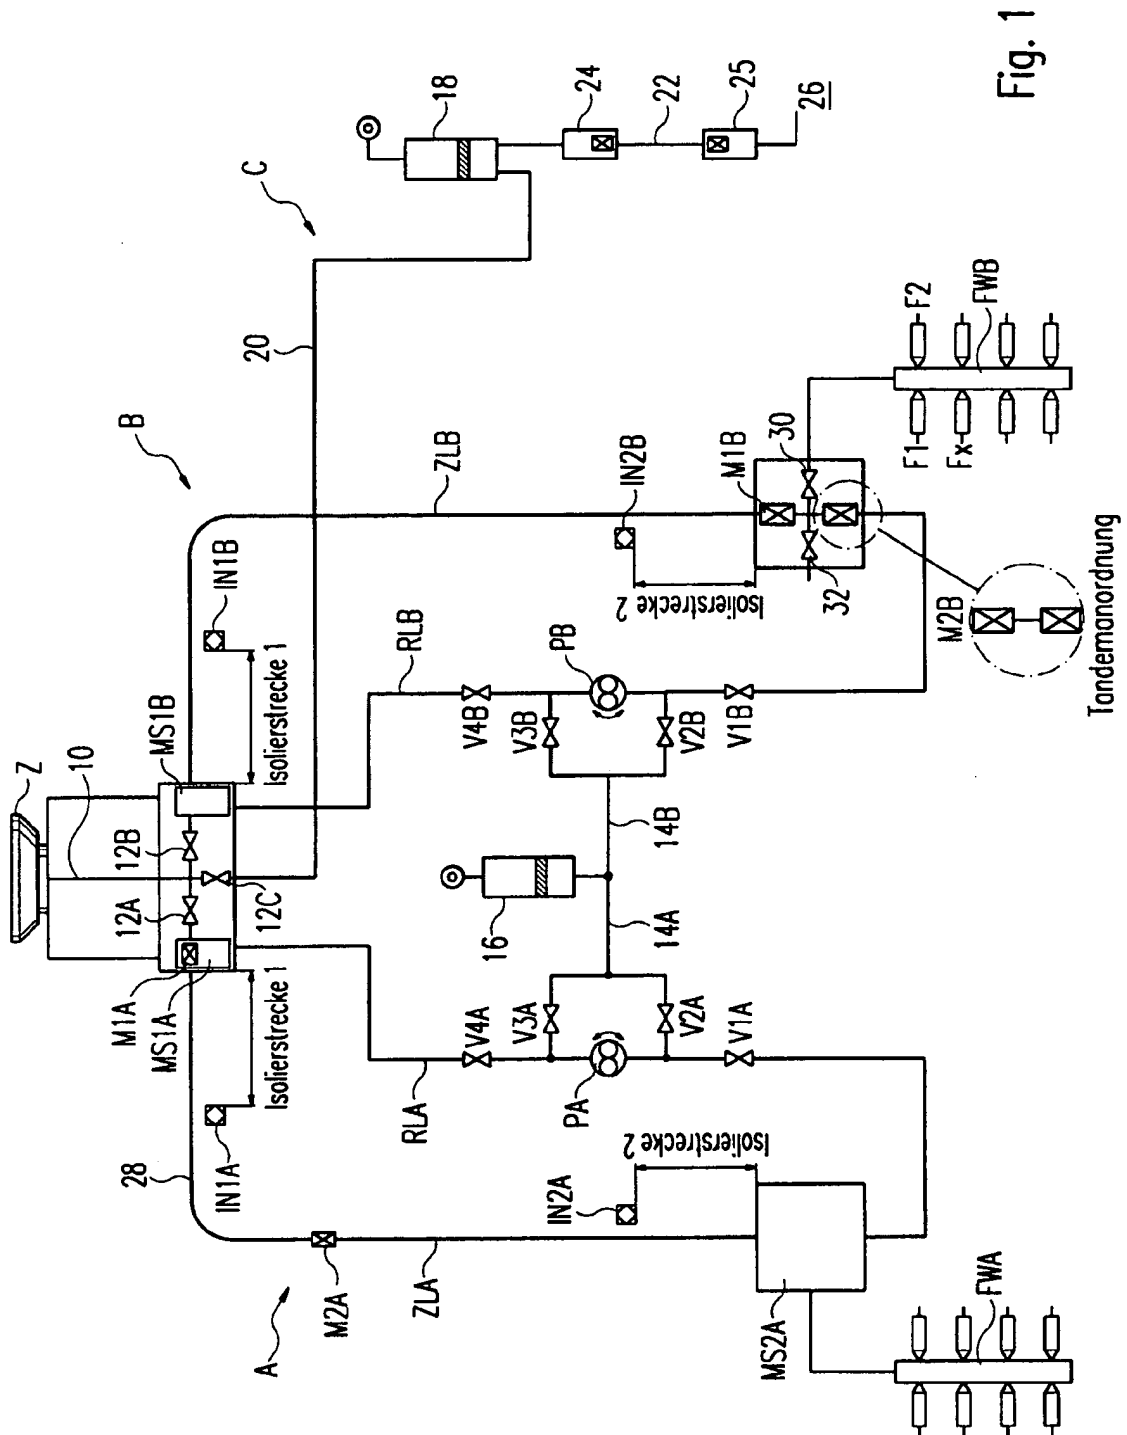 Fig. 1
Z
10
12A
12B
12C
M1A
MS1A
MS1B
Isolierstrecke 1
Isolierstrecke 1
IN1A
IN1B
28
A
B
C
18
20
22
24
25
26
M2A
ZLA
ZLB
RLA
RLB
V4A
V3A
V2A
V1A
PA
V4B
V3B
V2B
V1B
PB
14A
14B
16
IN2A
IN2B
Isolierstrecke 2
Isolierstrecke 2
MS2A
M1B
30
32
M2B
Tandemanordnung
FWA
FWB
F1
F2
Fx